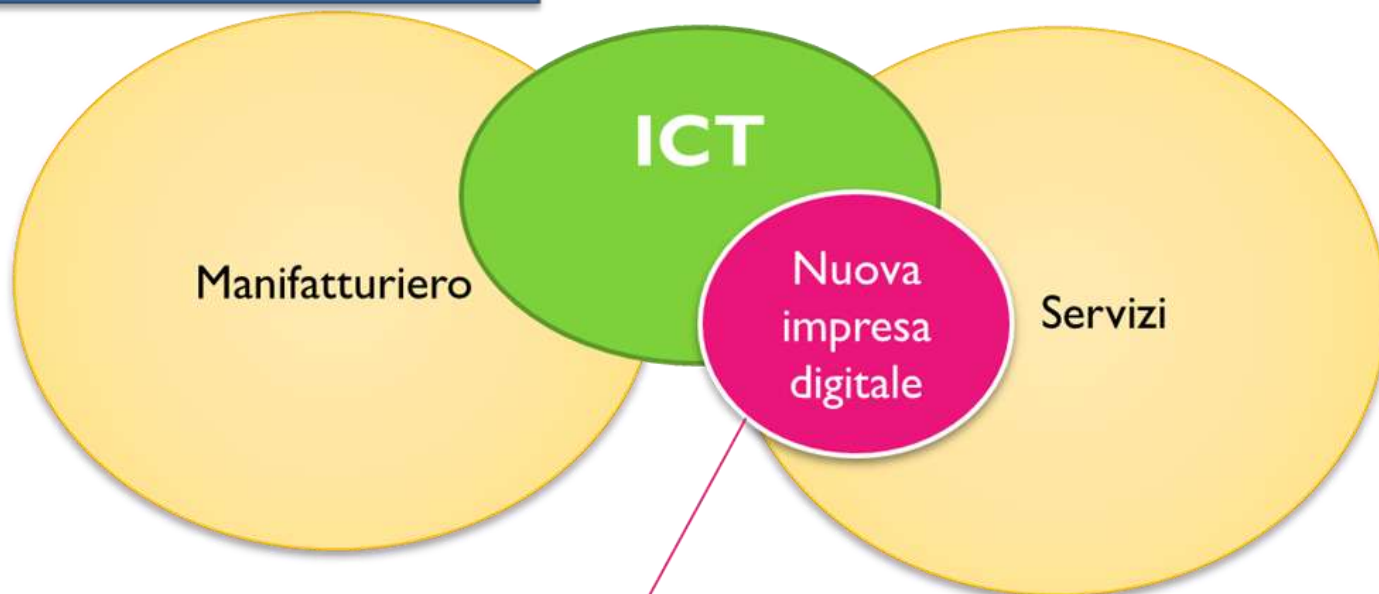 ICT
Manifatturiero
Nuova
impresa
digitale
Servizi